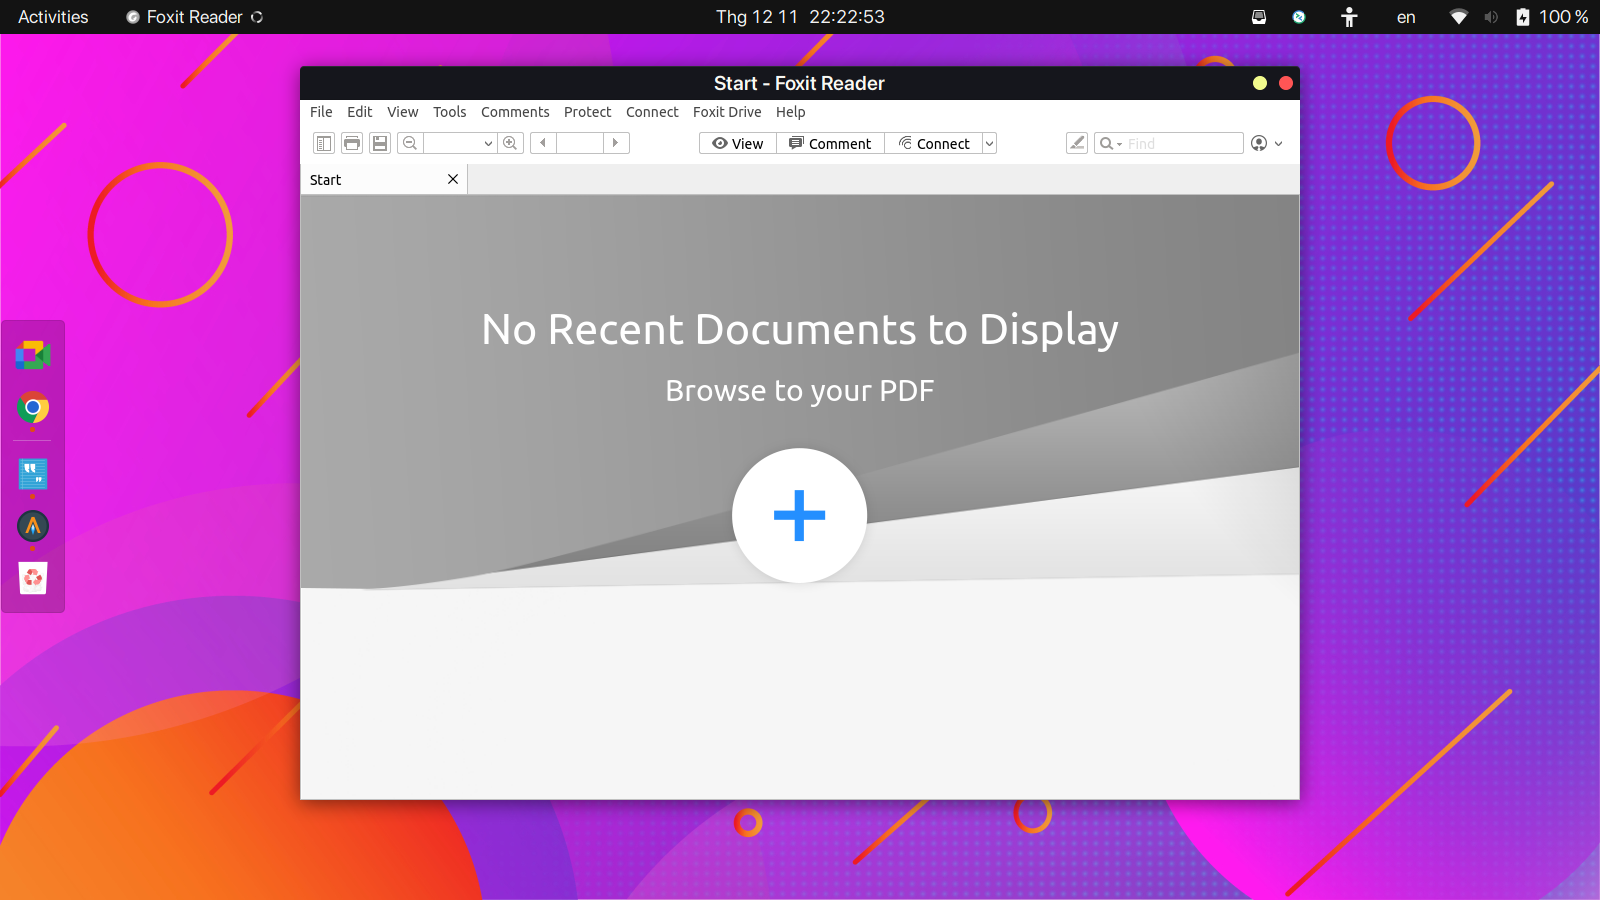 Activities Foxit Reader Thg 12 11 22:22:53 en 100 %
Start - Foxit Reader
File Edit View Tools Comments Protect Connect Foxit Drive Help
View Comment Connect Find
Start
No Recent Documents to Display
Browse to your PDF